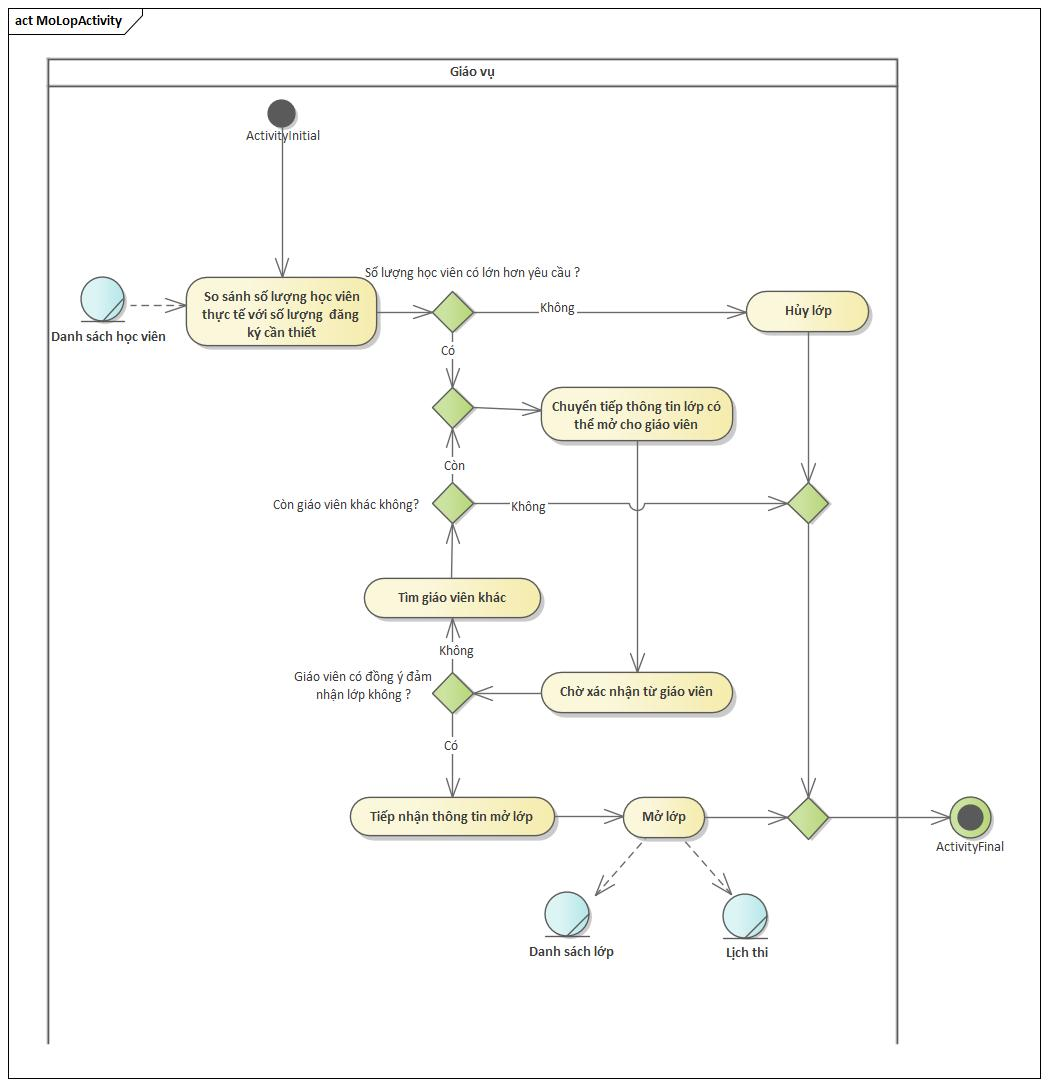 act MoLopActivity
Giáo vụ
ActivityInitial
Số lượng học viên có lớn hơn yêu cầu ?
So sánh số lượng học viên
thực tế với số lượng đăng
ký cần thiết
Danh sách học viên
Không
Hủy lớp
Có
Chuyển tiếp thông tin lớp có
thể mở cho giáo viên
Còn
Còn giáo viên khác không?
Không
Tìm giáo viên khác
Không
Giáo viên có đồng ý đảm
nhận lớp không ?
Chờ xác nhận từ giáo viên
Có
Tiếp nhận thông tin mở lớp
Mở lớp
ActivityFinal
Danh sách lớp
Lịch thi